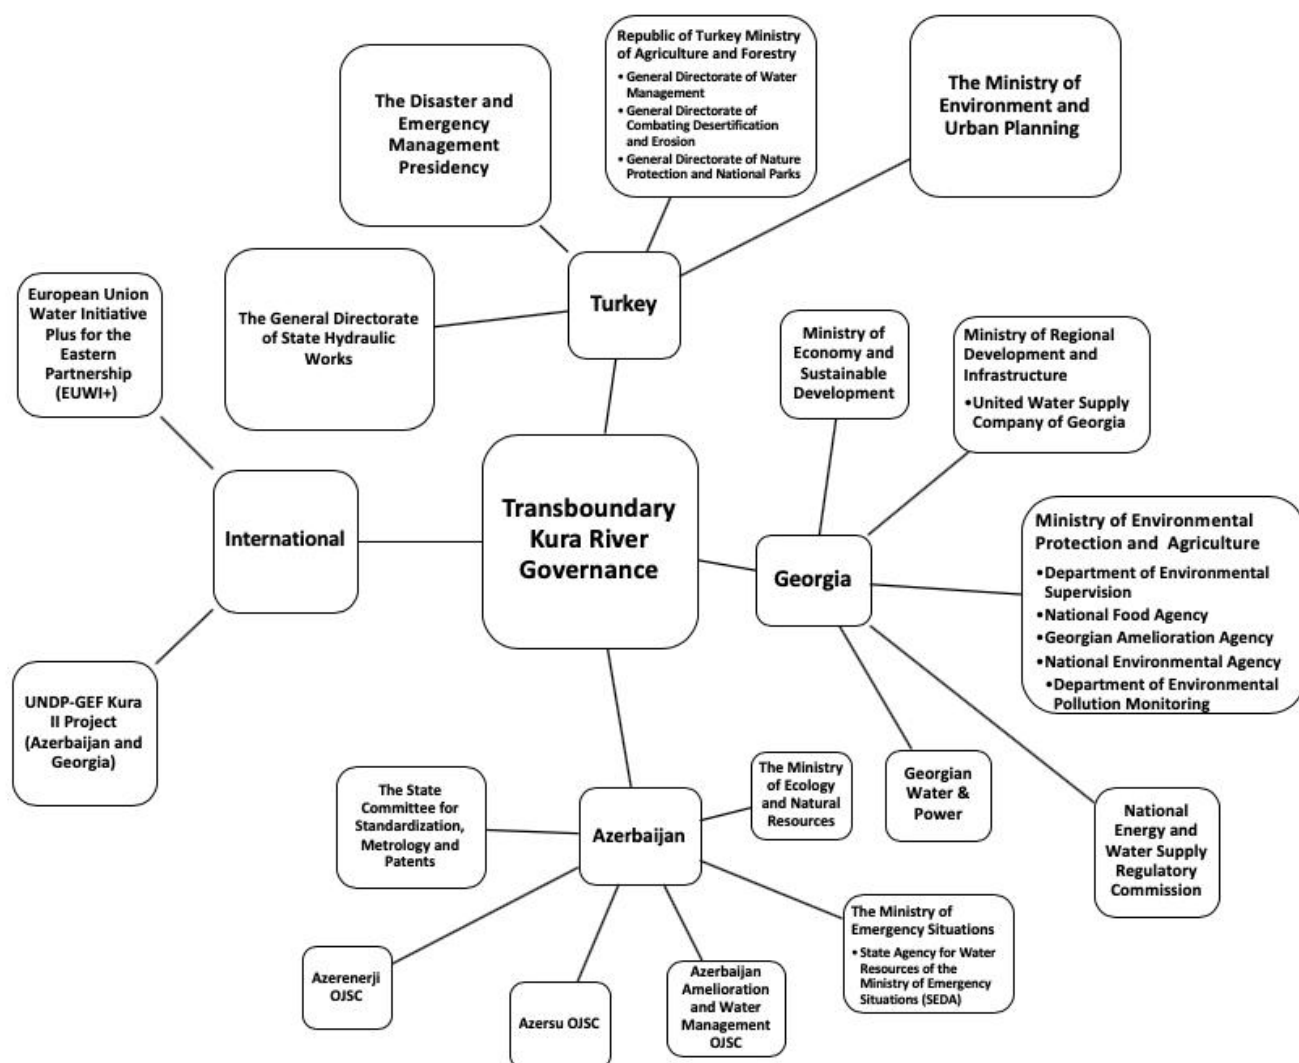 The Disaster and
Emergency
Management
Presidency
Republic of Turkey Ministry
of Agriculture and Forestry
• General Directorate of Water
Management
• General Directorate of
Combating Desertification
and Erosion
• General Directorate of Nature
Protection and National Parks
The Ministry of
Environment and
Urban Planning
European Union
Water Initiative
Plus for the
Eastern
Partnership
(EUWI+)
The General Directorate
of State Hydraulic
Works
Turkey
Ministry of
Economy and
Sustainable
Development
Ministry of Regional
Development and
Infrastructure
•United Water Supply
Company of Georgia
International
Transboundary
Kura River
Governance
Georgia
Ministry of Environmental
Protection and Agriculture
•Department of Environmental
Supervision
•National Food Agency
•Georgian Amelioration Agency
•National Environmental Agency
•Department of Environmental
Pollution Monitoring
UNDP-GEF Kura
II Project
(Azerbaijan and
Georgia)
The State
Committee for
Standardization,
Metrology and
Patents
Azerbaijan
The Ministry
of Ecology
and Natural
Resources
Georgian
Water &
Power
National
Energy and
Water Supply
Regulatory
Commission
Azerenerji
OJSC
Azersu OJSC
Azerbaijan
Amelioration
and Water
Management
OJSC
The Ministry of
Emergency Situations
• State Agency for Water
Resources of the
Ministry of Emergency
Situations (SEDA)